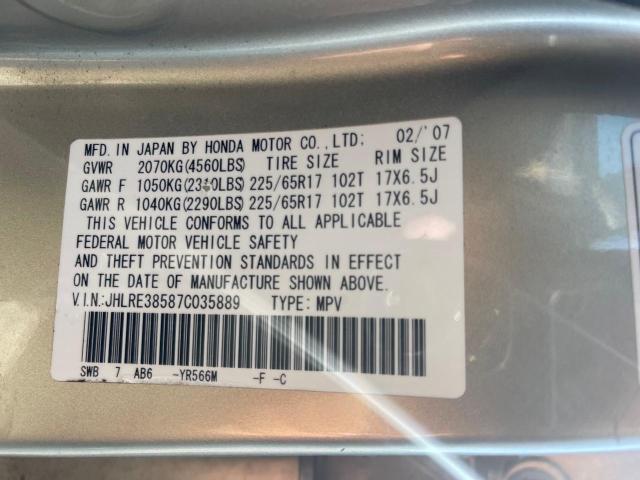 MFD. IN JAPAN BY HONDA MOTOR CO., LTD: 02/'07
GVWR 2070KG(4560LBS) TIRE SIZE RIM SIZE
GAWR F 1050KG(2310LBS) 225/65R17 102T 17X6.5J
GAWR R 1040KG(2290LBS) 225/65R17 102T 17X6.5J
THIS VEHICLE CONFORMS TO ALL APPLICABLE
FEDERAL MOTOR VEHICLE SAFETY
AND THEFT PREVENTION STANDARDS IN EFFECT
ON THE DATE OF MANUFACTURE SHOWN ABOVE.
V.I.N.:JHLRE38587C035889 TYPE: MPV
SWB 7 AB6 -YR566M -F -C